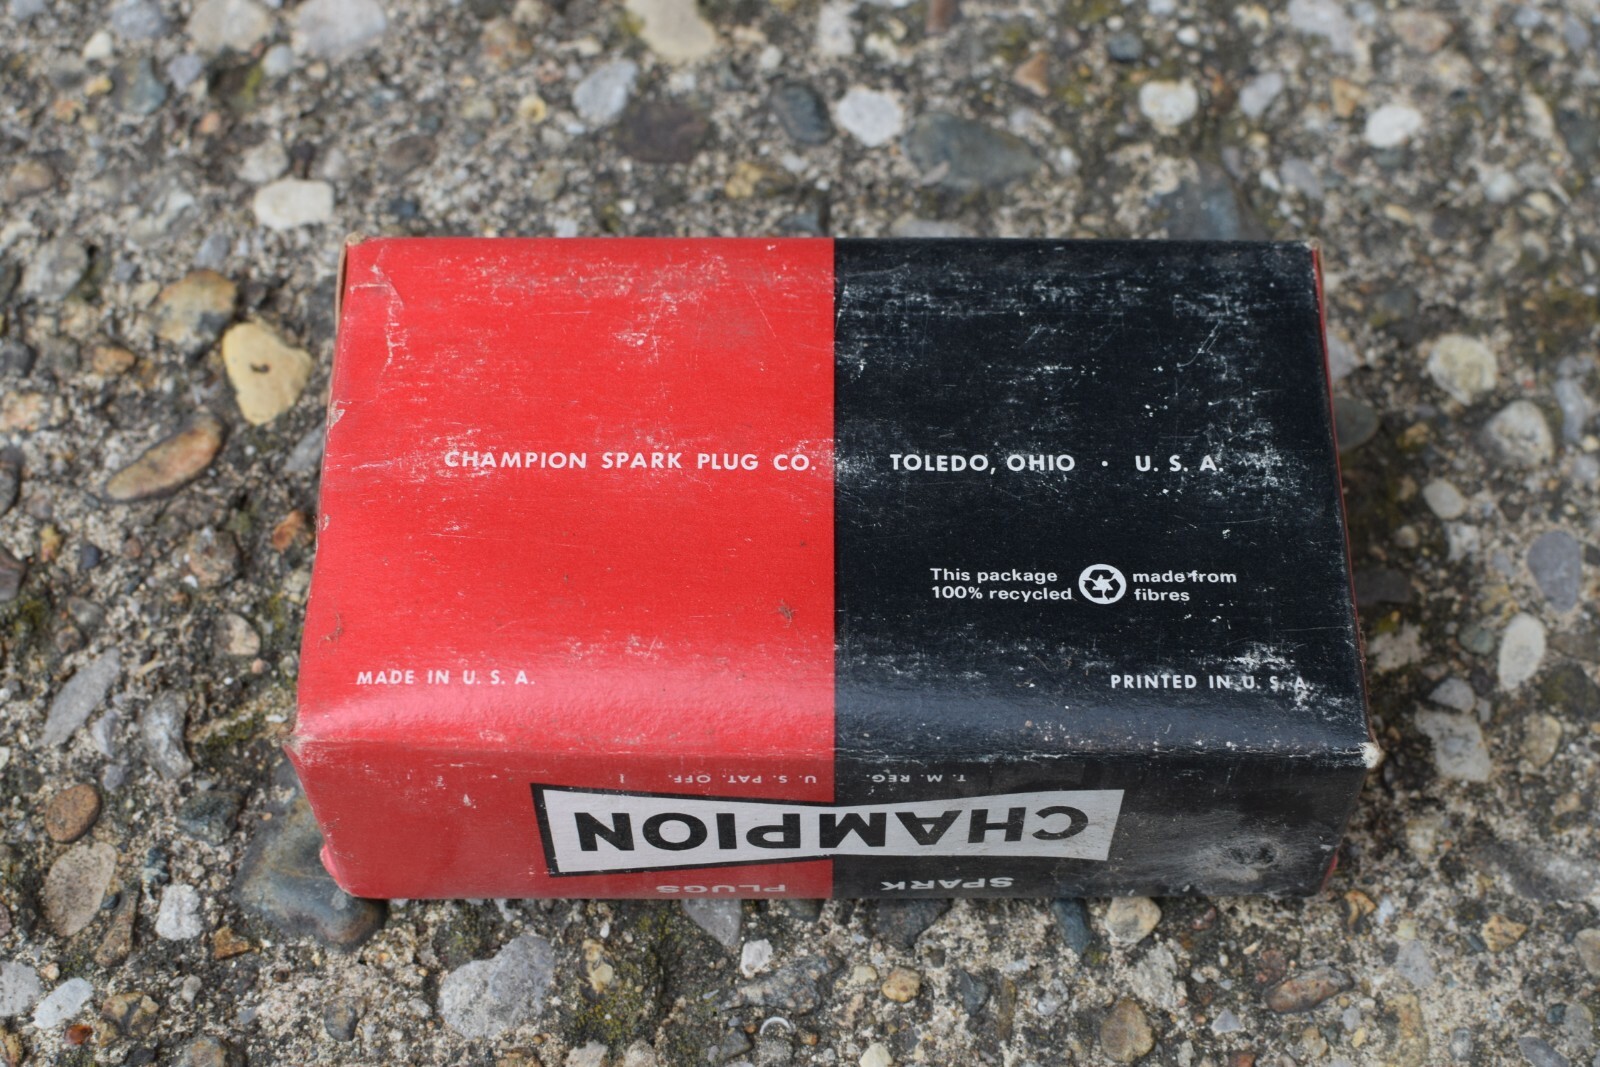 CHAMPION SPARK PLUG CO. TOLEDO, OHIO • U. S. A.
This package made from
100% recycled fibres
MADE IN U. S. A. PRINTED IN U. S. A.
T. M. REG. U. S. PAT. OFF.
CHAMPION
SPARK PLUGS